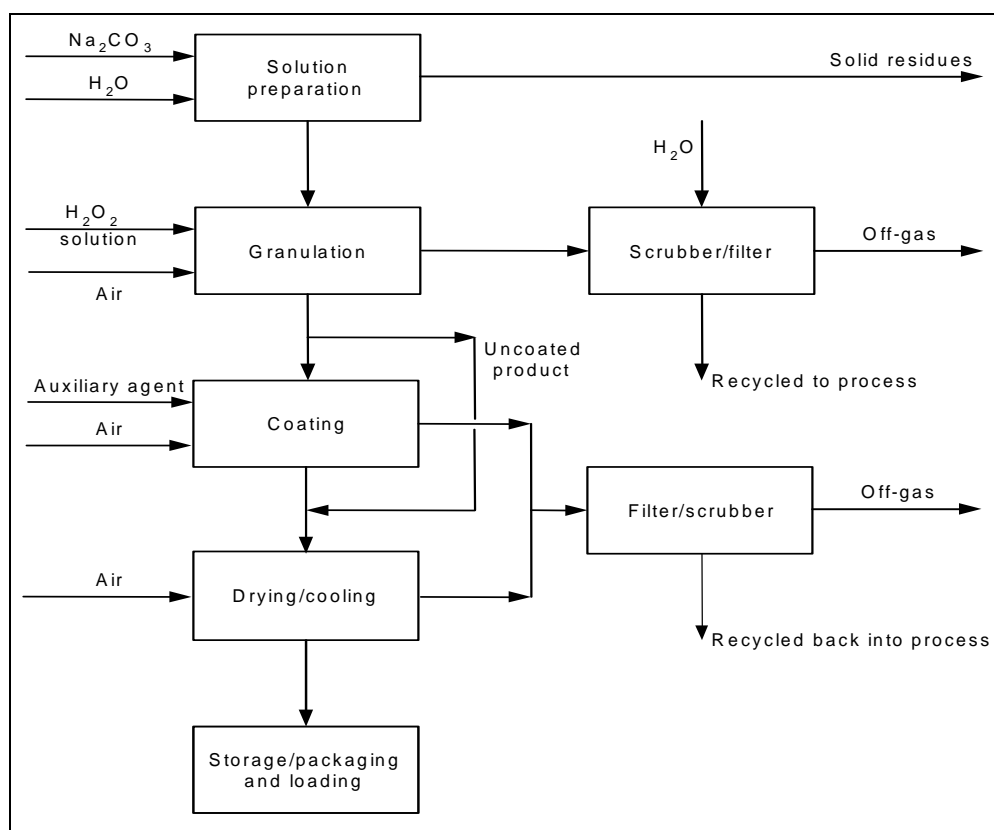 Na₂CO₃
H₂O
Solution
preparation
Solid residues
H₂O
H₂O₂
solution
Air
Granulation
Scrubber/filter
Off-gas
Uncoated
product
Recycled to process
Auxiliary agent
Air
Coating
Filter/scrubber
Off-gas
Air
Drying/cooling
Recycled back into process
Storage/packaging
and loading